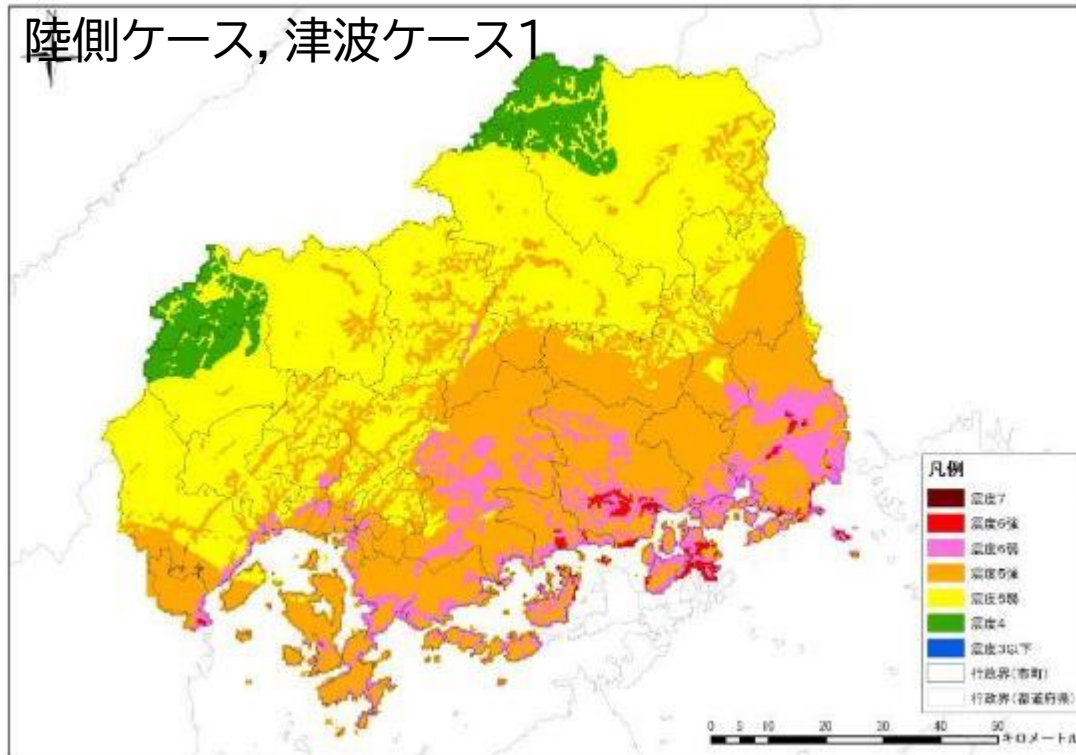 陸側ケース, 津波ケース1
凡例
震度7
震度6強
震度6弱
震度5強
震度5弱
震度4
震度3以下
行政界(市町)
行政界(都道府県)
0 5 10 20 30 40 50
キロメートル